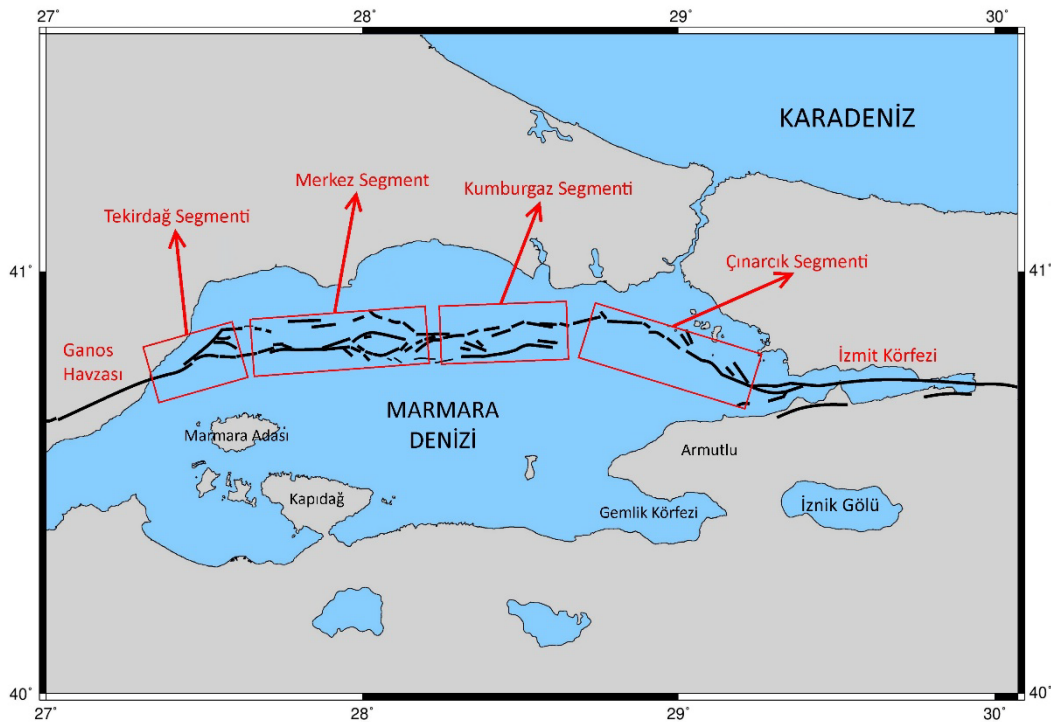 27˚ 28˚ 29˚ 30˚
KARADENİZ
Merkez Segment
Kumburgaz Segmenti
Tekirdağ Segmenti
41˚ 41˚
Çınarcık Segmenti
Ganos
Havzası
İzmit Körfezi
MARMARA
DENİZİ
Marmara Adası
Armutlu
Kapıdağ
Gemlik Körfezi
İznik Gölü
40˚ 40˚
27˚ 28˚ 29˚ 30˚